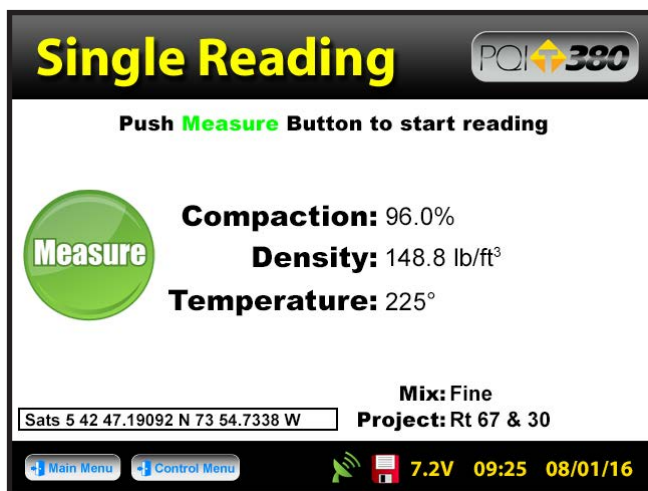 Single Reading
PQI 380
Push Measure Button to start reading
Measure
Compaction: 96.0%
Density: 148.8 lb/ft³
Temperature: 225°
Mix: Fine
Sats 5 42 47.19092 N 73 54.7338 W
Project: Rt 67 & 30
Main Menu
Control Menu
7.2V 09:25 08/01/16